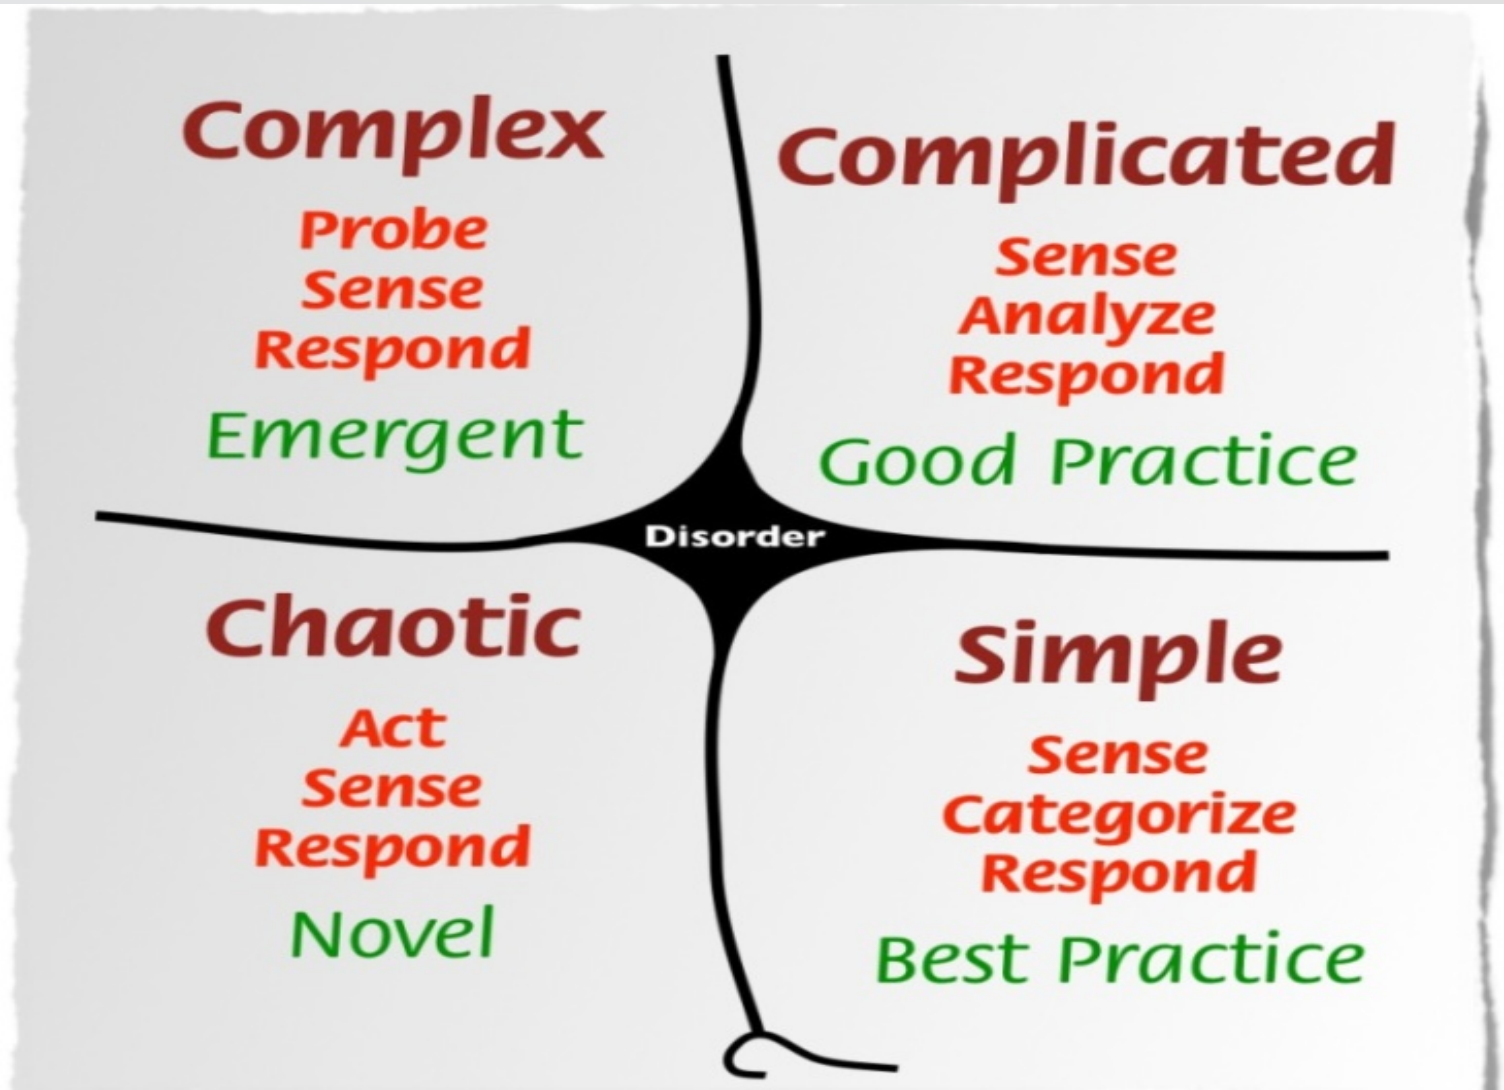 Complex
Probe
Sense
Respond
Emergent
Complicated
Sense
Analyze
Respond
Good Practice
Disorder
Chaotic
Act
Sense
Respond
Novel
Simple
Sense
Categorize
Respond
Best Practice